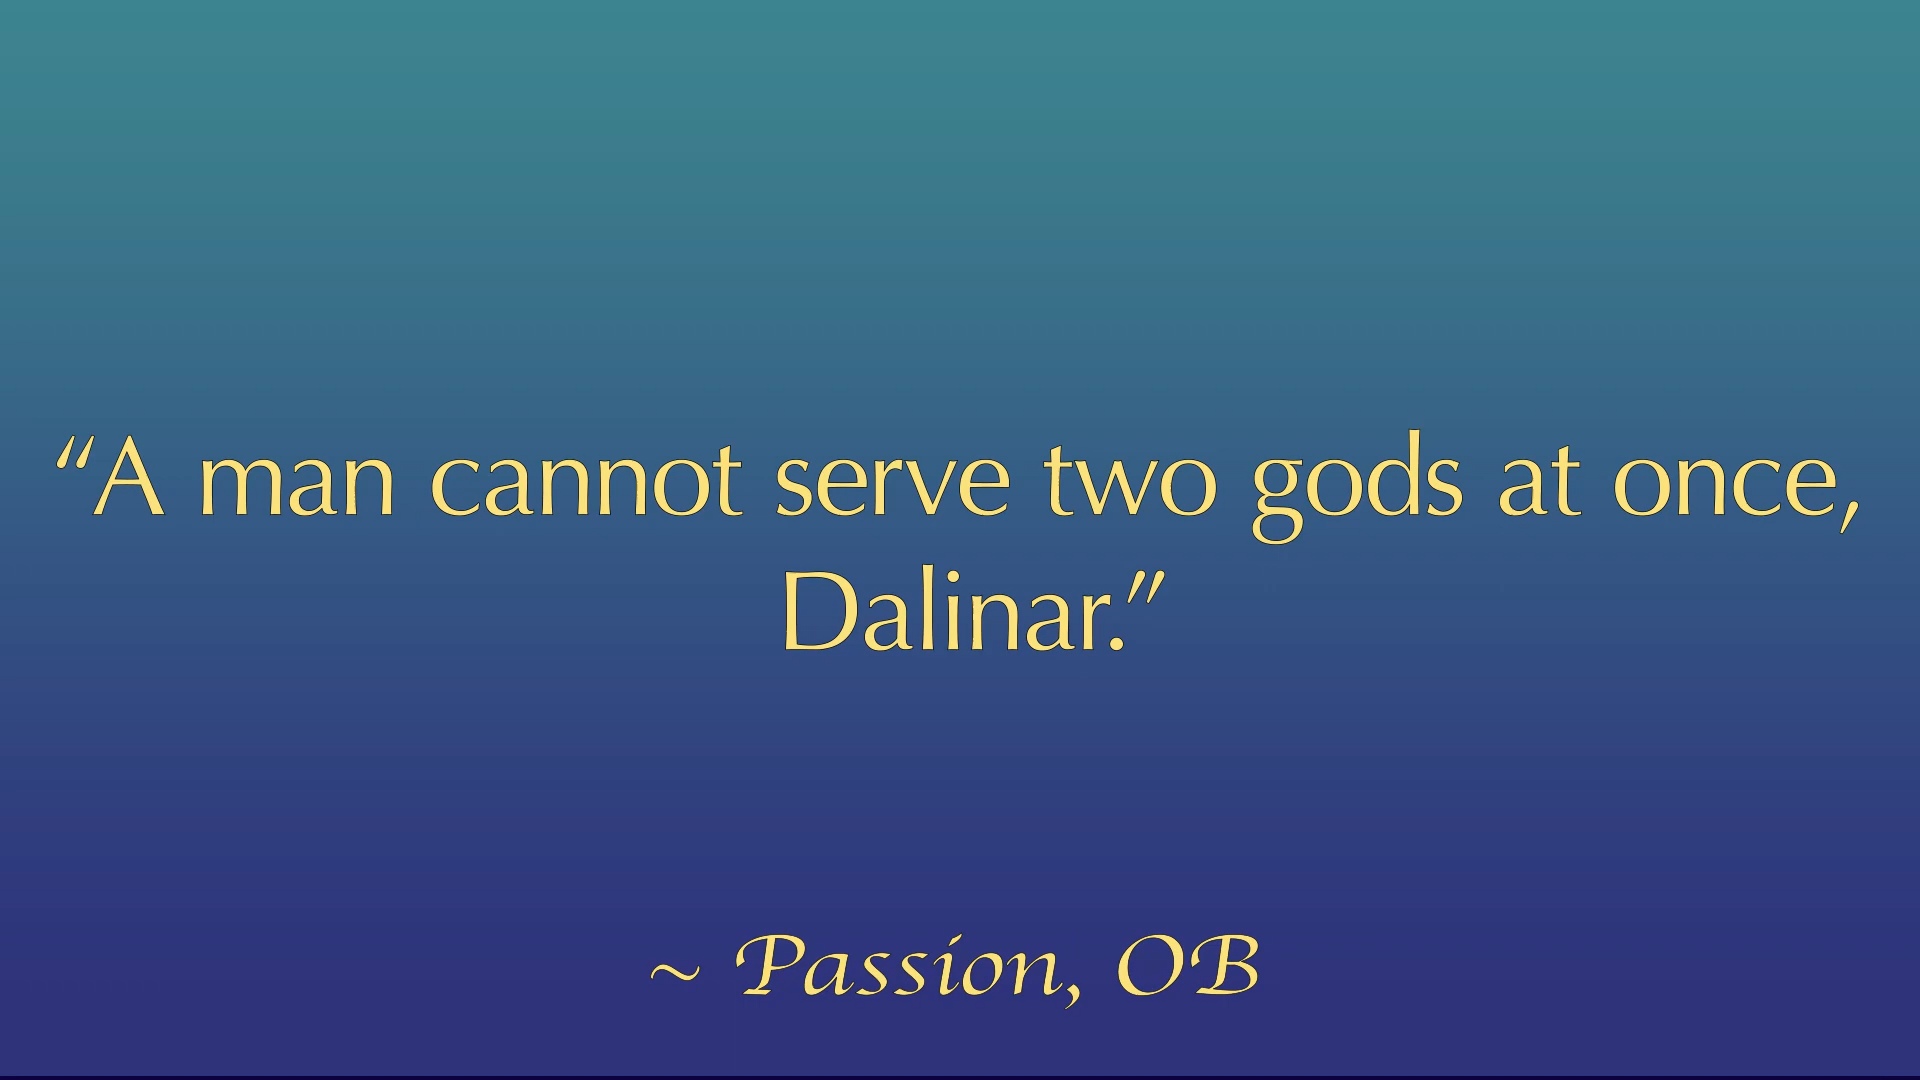 “A man cannot serve two gods at once,
Dalinar.”
~ Passion, OB